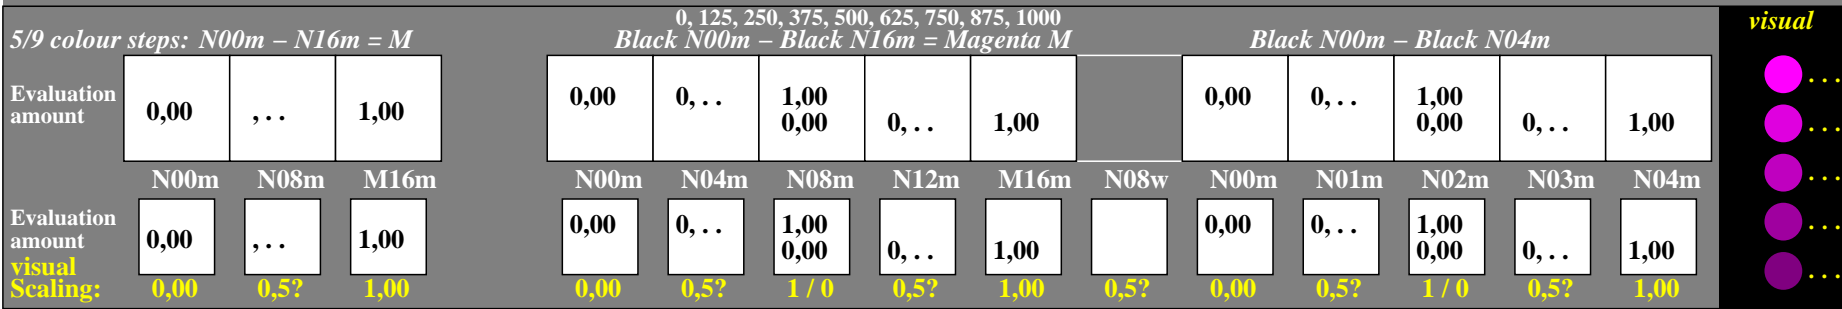 0, 125, 250, 375, 500, 625, 750, 875, 1000
visual
5/9 colour steps: N00m – N16m = M
Black N00m – Black N16m = Magenta M
Black N00m – Black N04m
Evaluation
amount
0,00 , . . 1,00
0,00 0, . . 1,00
0,00 0, . . 1,00
0,00 0, . . 1,00
0,00 0, . . 1,00
N00m N08m M16m N00m N04m N08m N12m M16m N08w N00m N01m N02m N03m N04m
Evaluation
amount
visual
0,00 , . . 1,00
0,00 0, . . 1,00
0,00 0, . . 1,00
0,00 0, . . 1,00
0,00 0, . . 1,00
Scaling: 0,00 0,5? 1,00 0,00 0,5? 1 / 0 0,5? 1,00 0,5? 0,00 0,5? 1 / 0 0,5? 1,00
. . .
. . .
. . .
. . .
. . .